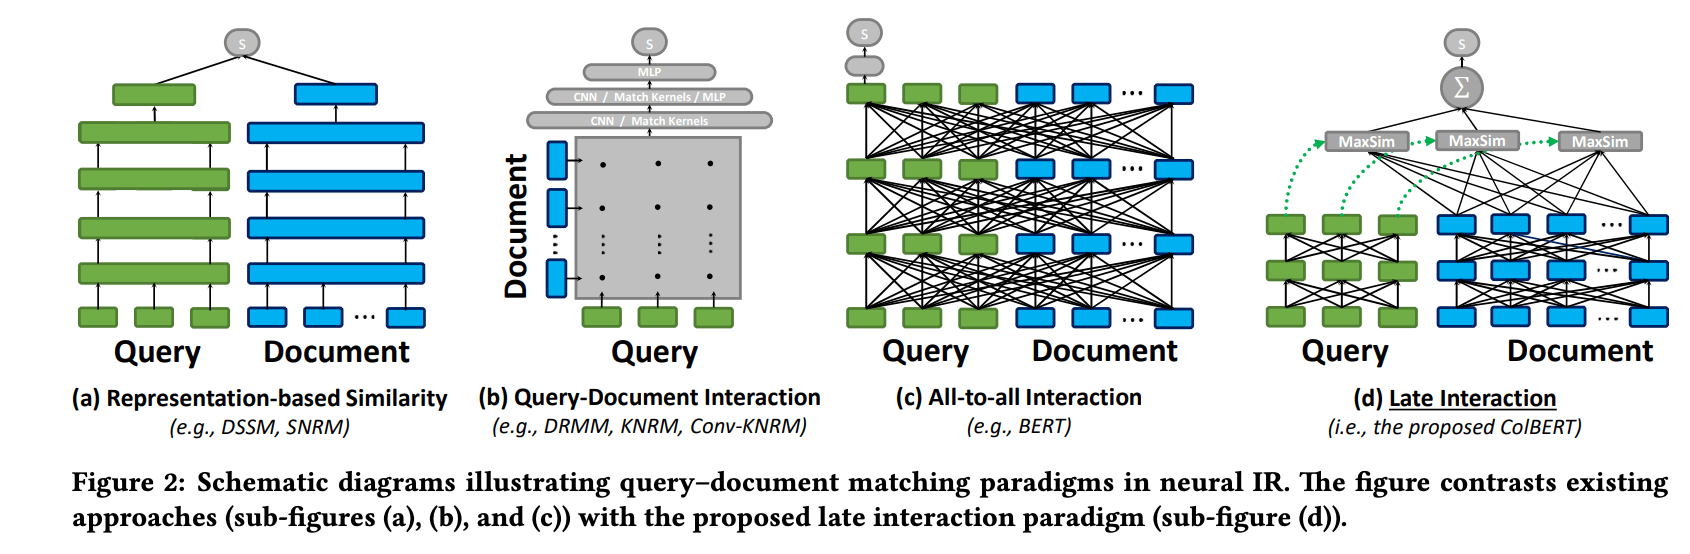 S
Query
Document
(a) Representation-based Similarity
(e.g., DSSM, SNRM)
S
MLP
CNN / Match Kernels / MLP
CNN / Match Kernels
Document
Query
(b) Query-Document Interaction
(e.g., DRMM, KNRM, Conv-KNRM)
S
Query
Document
(c) All-to-all Interaction
(e.g., BERT)
S
Σ
MaxSim
MaxSim
MaxSim
Query
Document
(d) Late Interaction
(i.e., the proposed ColBERT)
Figure 2: Schematic diagrams illustrating query–document matching paradigms in neural IR. The figure contrasts existing
approaches (sub-figures (a), (b), and (c)) with the proposed late interaction paradigm (sub-figure (d)).